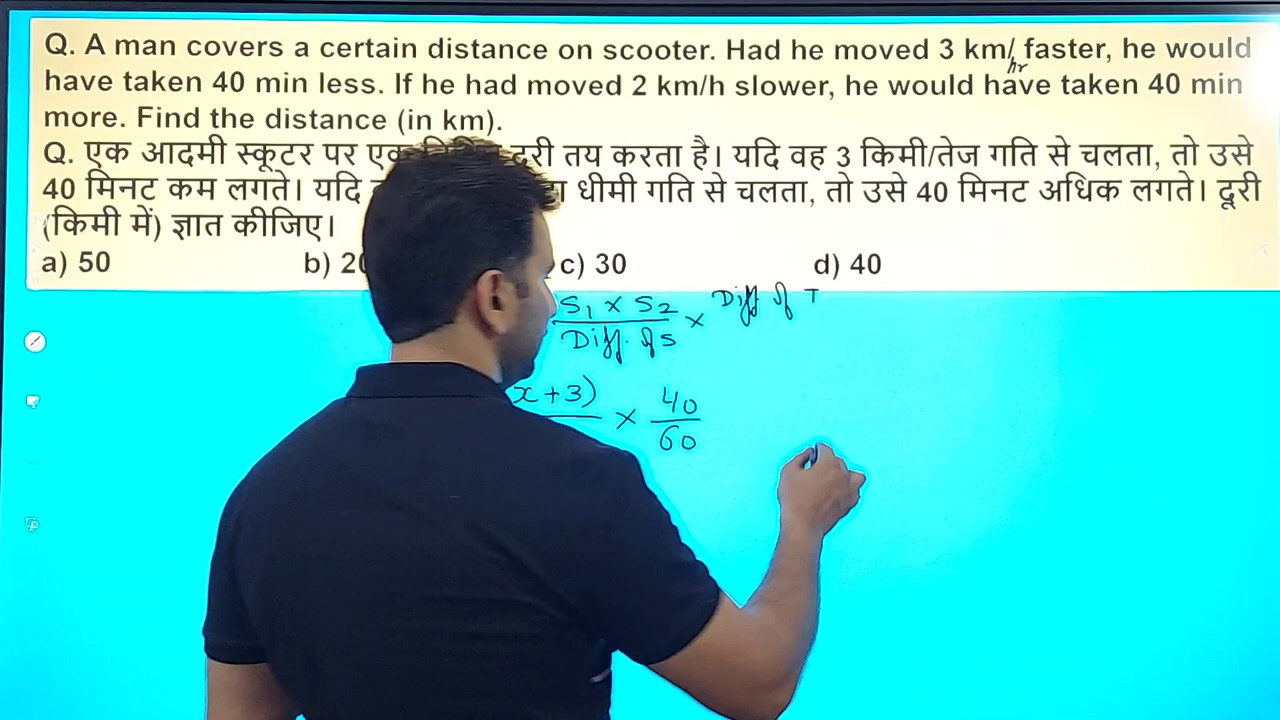 Q. A man covers a certain distance on scooter. Had he moved 3 km/hr faster, he would
have taken 40 min less. If he had moved 2 km/h slower, he would have taken 40 min
more. Find the distance (in km).
Q. एक आदमी स्कूटर पर दूरी तय करता है। यदि वह 3 किमी/तेज गति से चलता, तो उसे
40 मिनट कम लगते। यदि धीमी गति से चलता, तो उसे 40 मिनट अधिक लगते। दूरी
(किमी में) ज्ञात कीजिए।
a) 50 b) c) 30 d) 40
S1 x S2 / Diff. of S x Diff of T
x + 3) x 40 / 60